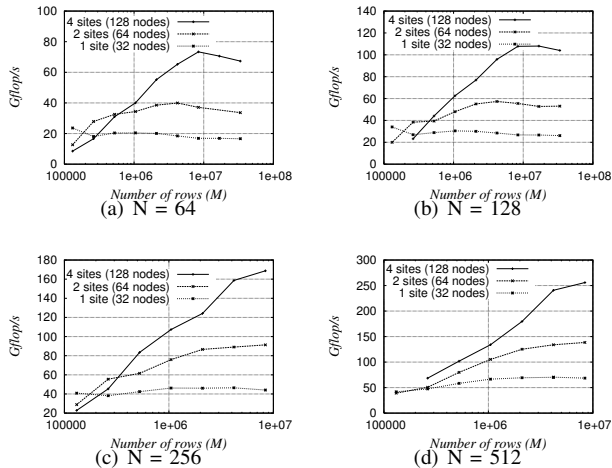 100
80
60
40
20
0
Gflop/s
4 sites (128 nodes)
2 sites (64 nodes)
1 site (32 nodes)
100000 1e+06 1e+07 1e+08
Number of rows (M)
(a) N = 64
140
120
100
80
60
40
20
0
Gflop/s
4 sites (128 nodes)
2 sites (64 nodes)
1 site (32 nodes)
100000 1e+06 1e+07 1e+08
Number of rows (M)
(b) N = 128
180
160
140
120
100
80
60
40
20
Gflop/s
4 sites (128 nodes)
2 sites (64 nodes)
1 site (32 nodes)
100000 1e+06 1e+07
Number of rows (M)
(c) N = 256
300
250
200
150
100
50
0
Gflop/s
4 sites (128 nodes)
2 sites (64 nodes)
1 site (32 nodes)
100000 1e+06 1e+07
Number of rows (M)
(d) N = 512